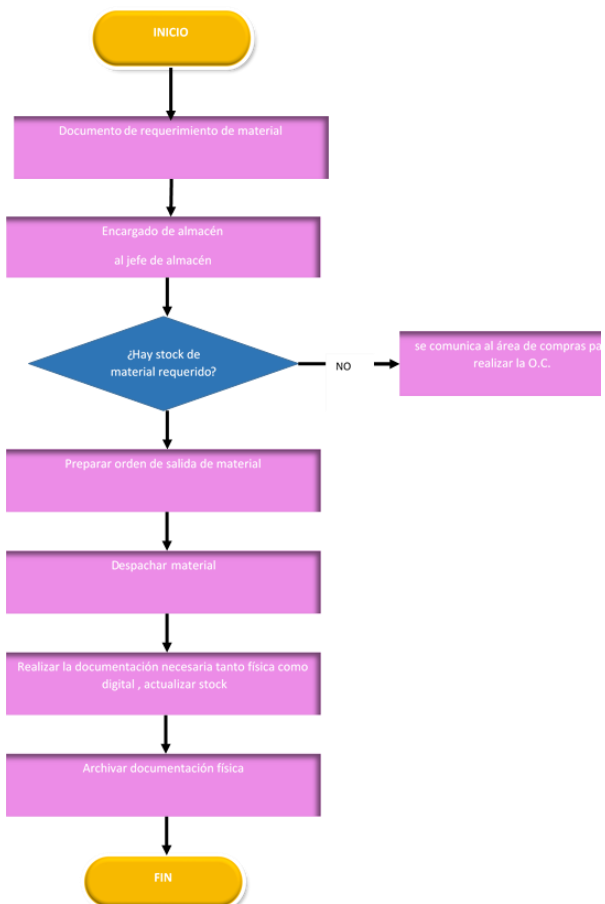 INICIO
Documento de requerimiento de material
Encargado de almacén
al jefe de almacén
¿Hay stock de
material requerido?
NO
se comunica al área de compras
realizar la O.C.
Preparar orden de salida de material
Despachar material
Realizar la documentación necesaria tanto física como
digital , actualizar stock
Archivar documentación física
FIN